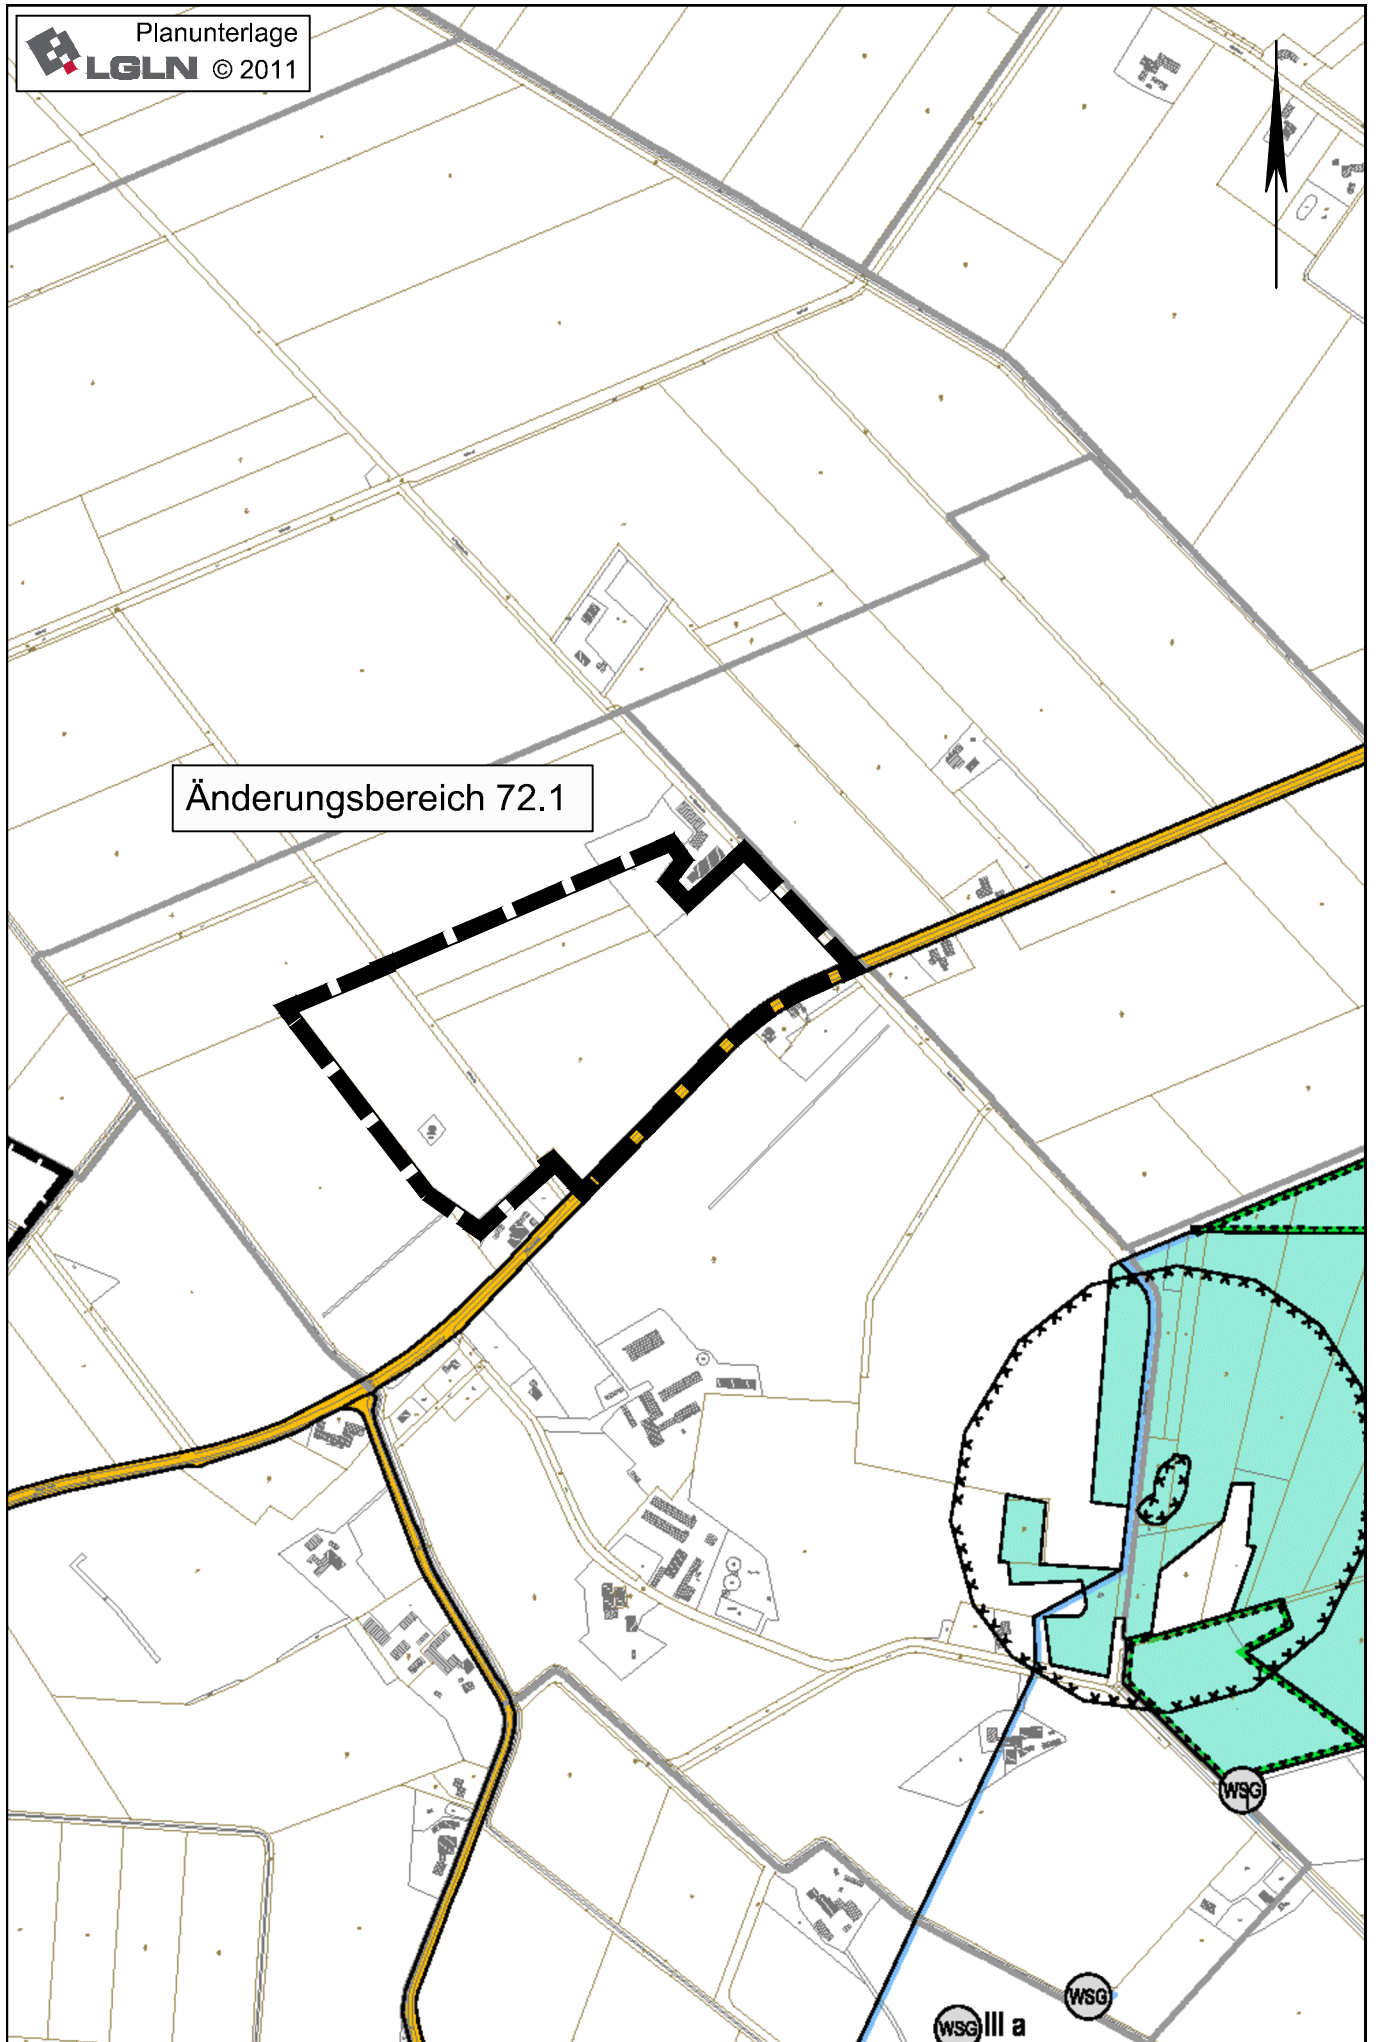 Planunterlage
LGLN © 2011
Änderungsbereich 72.1
WSG
WSG
WSG III a